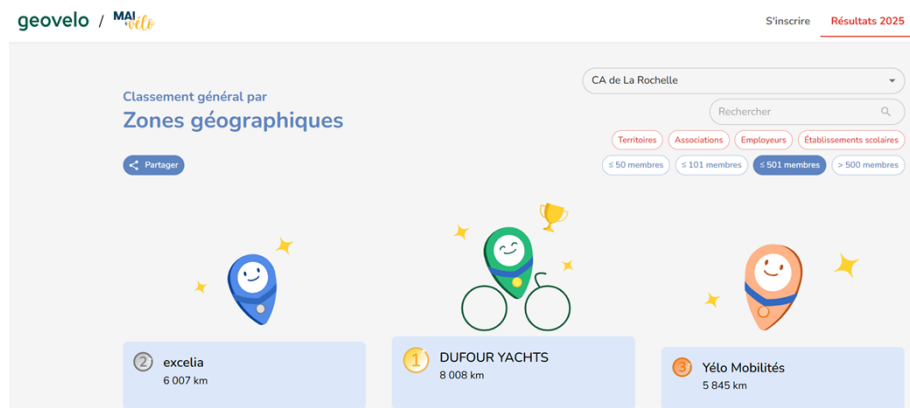 geovelo / MAI à vélo
S'inscrire
Résultats 2025
CA de La Rochelle
Classement général par
Zones géographiques
Rechercher
Territoires
Associations
Employeurs
Établissements scolaires
Partager
≤ 50 membres
≤ 101 membres
≤ 501 membres
> 500 membres
2 excelia
6 007 km
1 DUFOUR YACHTS
8 008 km
3 Yélo Mobilités
5 845 km